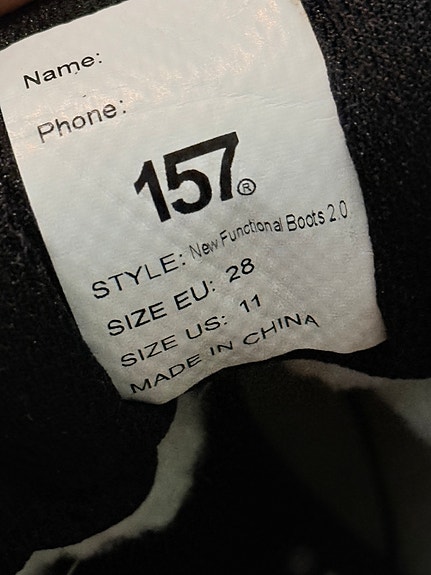 Name:
Phone:
157®
STYLE: New Functional Boots 2.0
SIZE EU: 28
SIZE US: 11
MADE IN CHINA